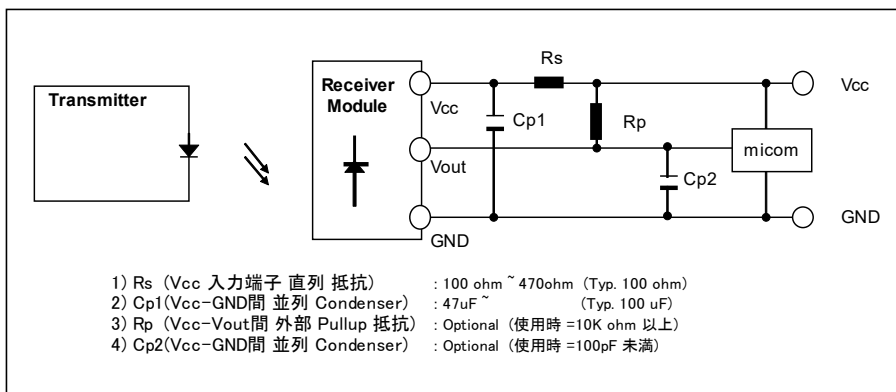 Transmitter
Receiver
Module
Vcc
Vout
GND
Cp1
Rs
Rp
Cp2
micom
Vcc
GND
1) Rs (Vcc 入力端子 直列 抵抗) : 100 ohm ~ 470ohm (Typ. 100 ohm)
2) Cp1(Vcc-GND間 並列 Condenser) : 47uF ~ (Typ. 100 uF)
3) Rp (Vcc-Vout間 外部 Pullup 抵抗) : Optional (使用時 =10K ohm 以上)
4) Cp2(Vcc-GND間 並列 Condenser) : Optional (使用時 =100pF 未満)